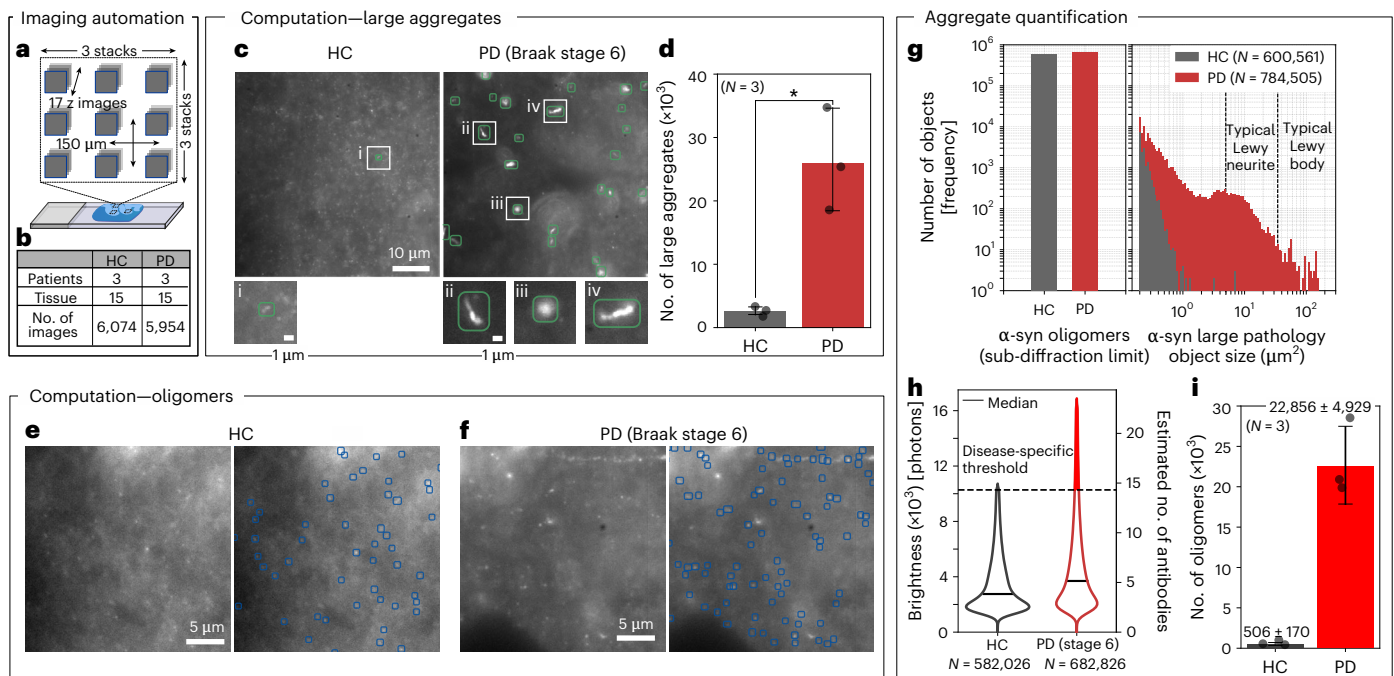 Imaging automation
a
3 stacks
3 stacks
17 z images
150 μm
b
HC PD
Patients 3 3
Tissue 15 15
No. of
images
6,074 5,954
Computation—large aggregates
c
HC
PD (Braak stage 6)
i
ii
iii
iv
10 μm
i
ii
iii
iv
1 μm
1 μm
d
No. of large aggregates (×10³)
40
30
20
10
0
(N = 3)
*
HC
PD
Computation—oligomers
e
HC
5 μm
f
PD (Braak stage 6)
5 μm
Aggregate quantification
g
Number of objects
[frequency]
10⁶
10⁵
10⁴
10³
10²
10¹
10⁰
HC (N = 600,561)
PD (N = 784,505)
Typical
Lewy
neurite
Typical
Lewy
body
HC
PD
10⁰
10¹
10²
α-syn oligomers
(sub-diffraction limit)
α-syn large pathology
object size (μm²)
h
Brightness (×10³) [photons]
16
12
8
4
0
Median
Disease-specific
threshold
Estimated no. of antibodies
20
15
10
5
0
HC
PD (stage 6)
N = 582,026
N = 682,826
i
No. of oligomers (×10³)
30
25
20
15
10
5
0
22,856 ± 4,929
(N = 3)
506 ± 170
HC
PD